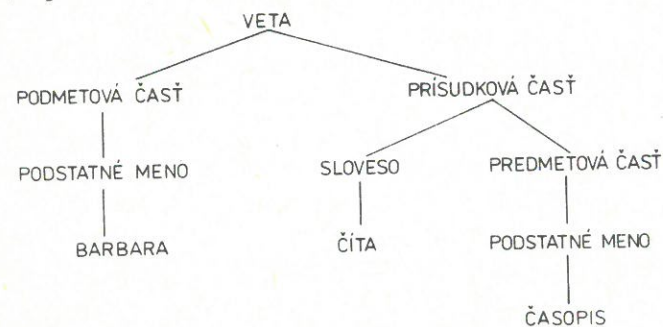 VETA
PODMETOVÁ ČASŤ PRÍSUDKOVÁ ČASŤ
PODSTATNÉ MENO SLOVESO PREDMETOVÁ ČASŤ
BARBARA ČÍTA PODSTATNÉ MENO
ČASOPIS